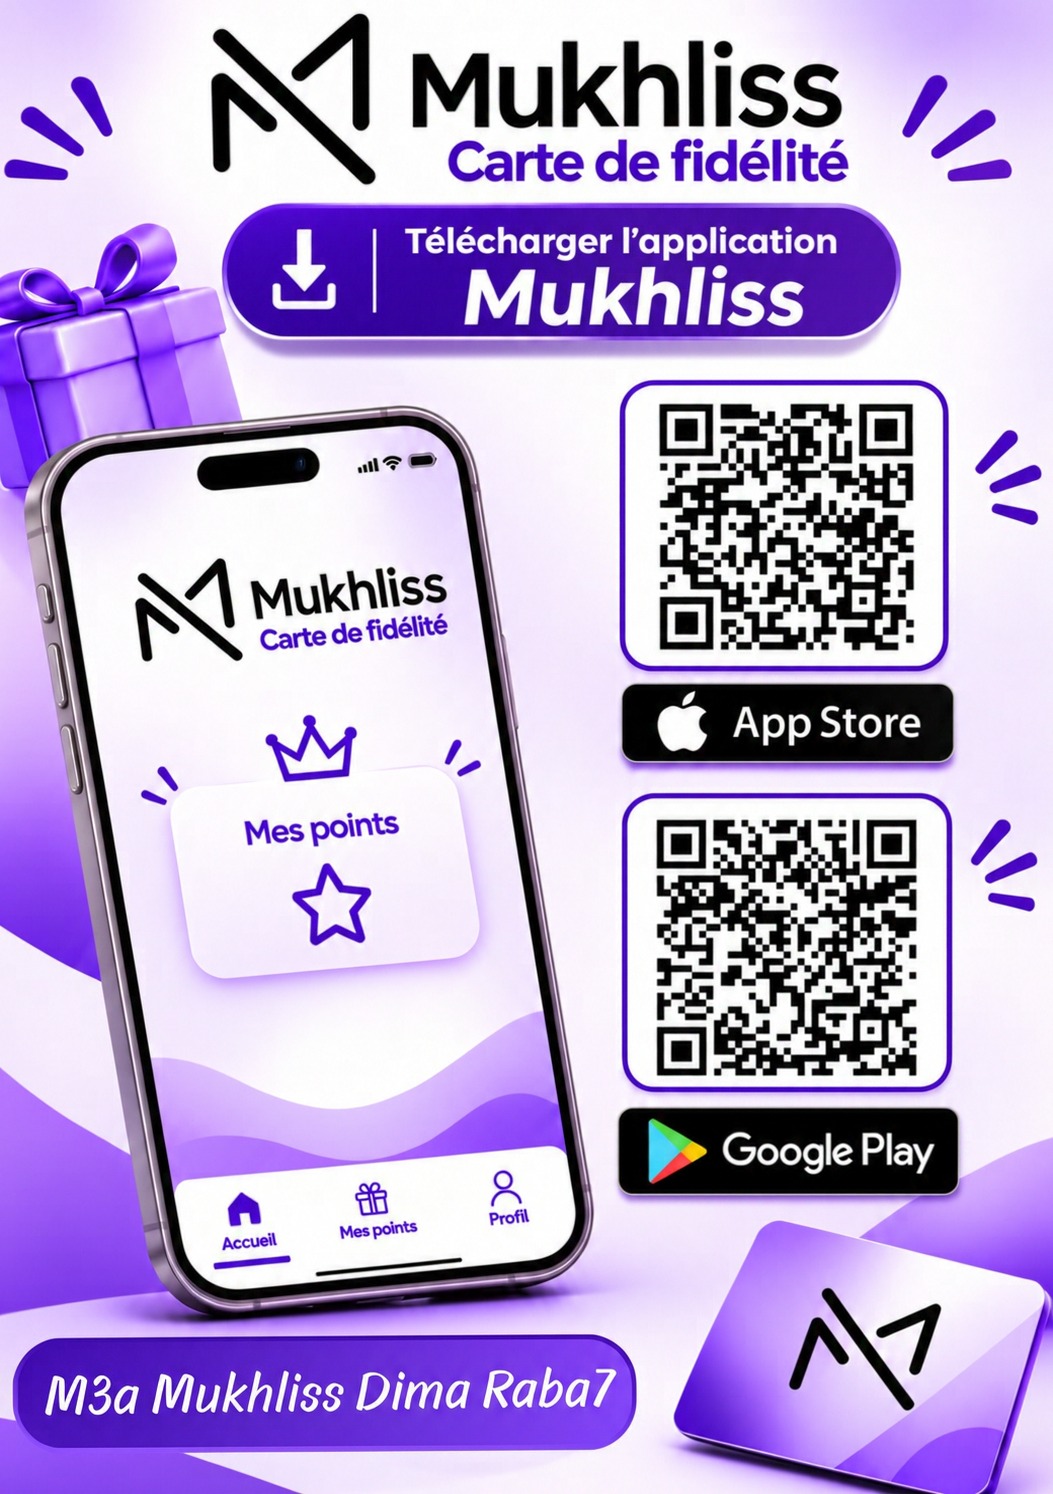 Mukhliss
Carte de fidélité
Télécharger l'application
Mukhliss
Mukhliss
Carte de fidélité
Mes points
Accueil
Mes points
Profil
App Store
Google Play
M3a Mukhliss Dima Raba7